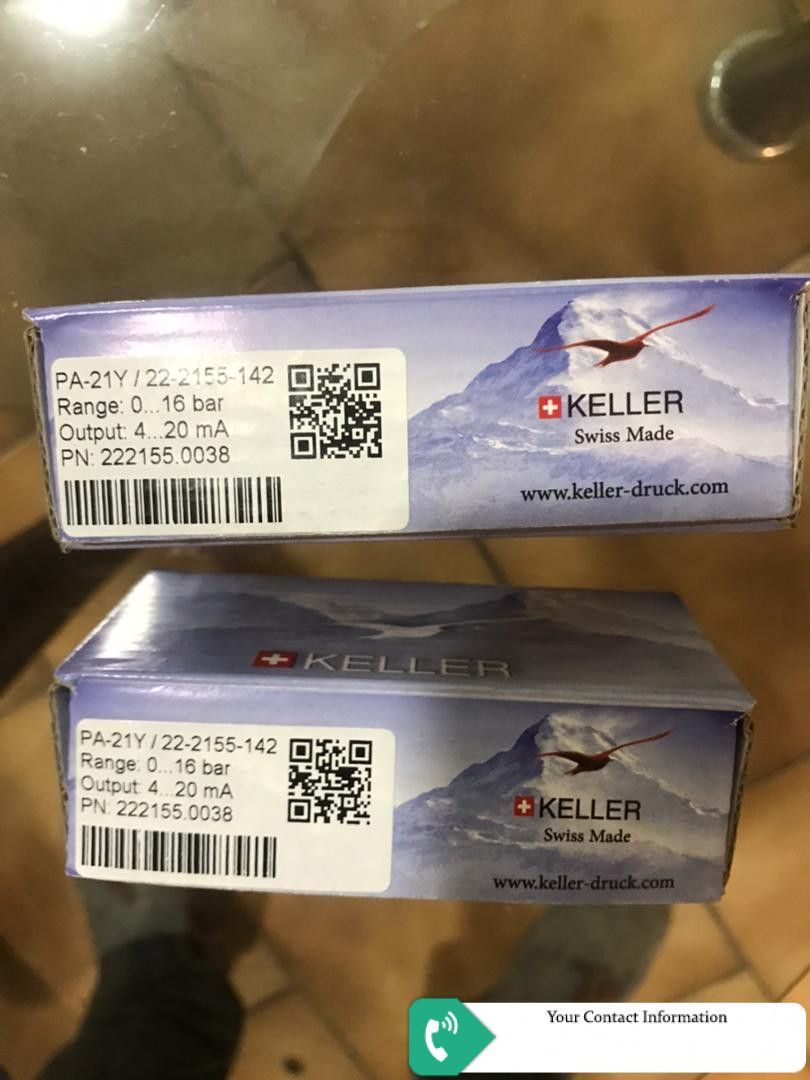 PA-21Y / 22-2155-142
Range: 0...16 bar
Output: 4...20 mA
PN: 222155.0038
KELLER
Swiss Made
www.keller-druck.com
KELLER
PA-21Y / 22-2155-142
Range: 0...16 bar
Output: 4...20 mA
PN: 222155.0038
KELLER
Swiss Made
www.keller-druck.com
Your Contact Information